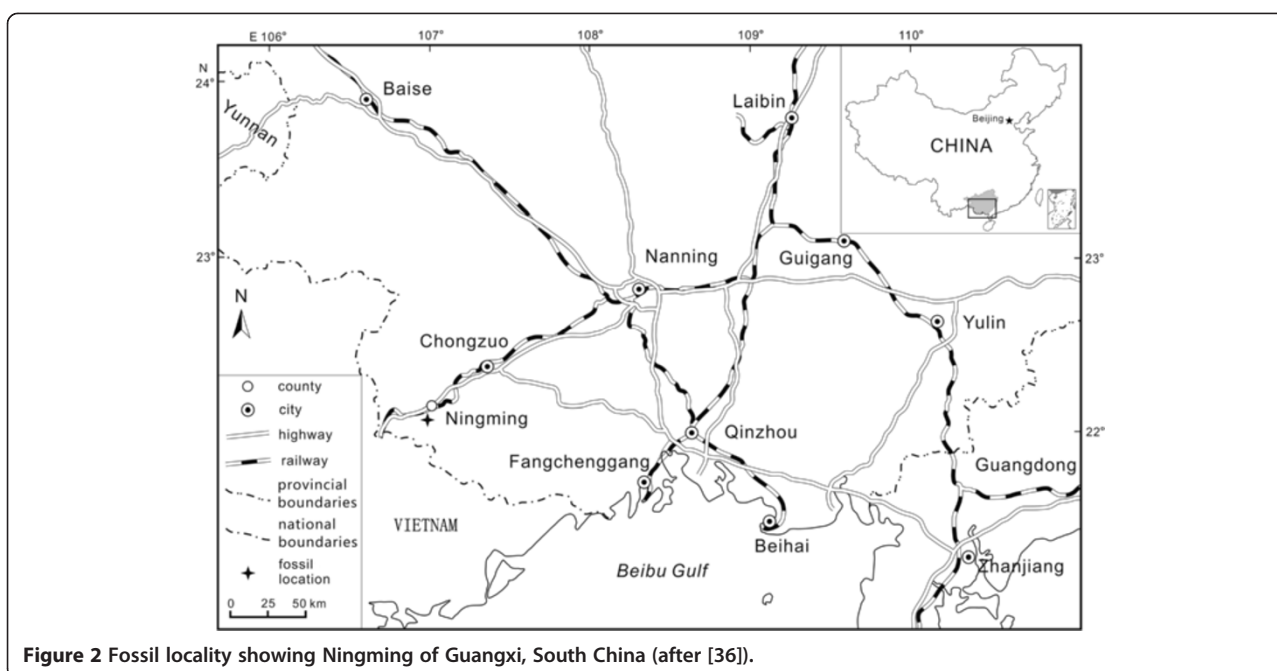 E 106° 107° 108° 109° 110°
N
24°
Yunnan
Baise
Laibin
Beijing
CHINA
23°
Nanning
Guigang
23°
N
Chongzuo
Yulin
county
city
highway
railway
provincial
boundaries
national
boundaries
fossil
location
0 25 50 km
Ningming
Qinzhou
22°
Fangchenggang
Guangdong
VIETNAM
Beihai
Beibu Gulf
Zhanjiang
Figure 2 Fossil locality showing Ningming of Guangxi, South China (after [36]).